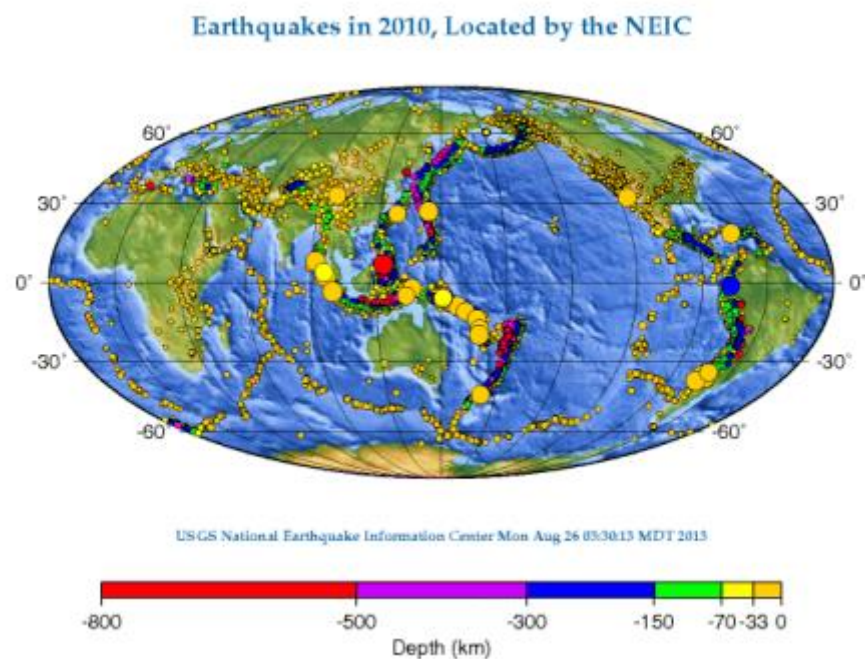 Earthquakes in 2010, Located by the NEIC
60° 60°
30° 30°
0° 0°
-30° -30°
-60° -60°
USGS National Earthquake Information Center Mon Aug 26 03:30:13 MDT 2013
-800 -500 -300 -150 -70 -33 0
Depth (km)